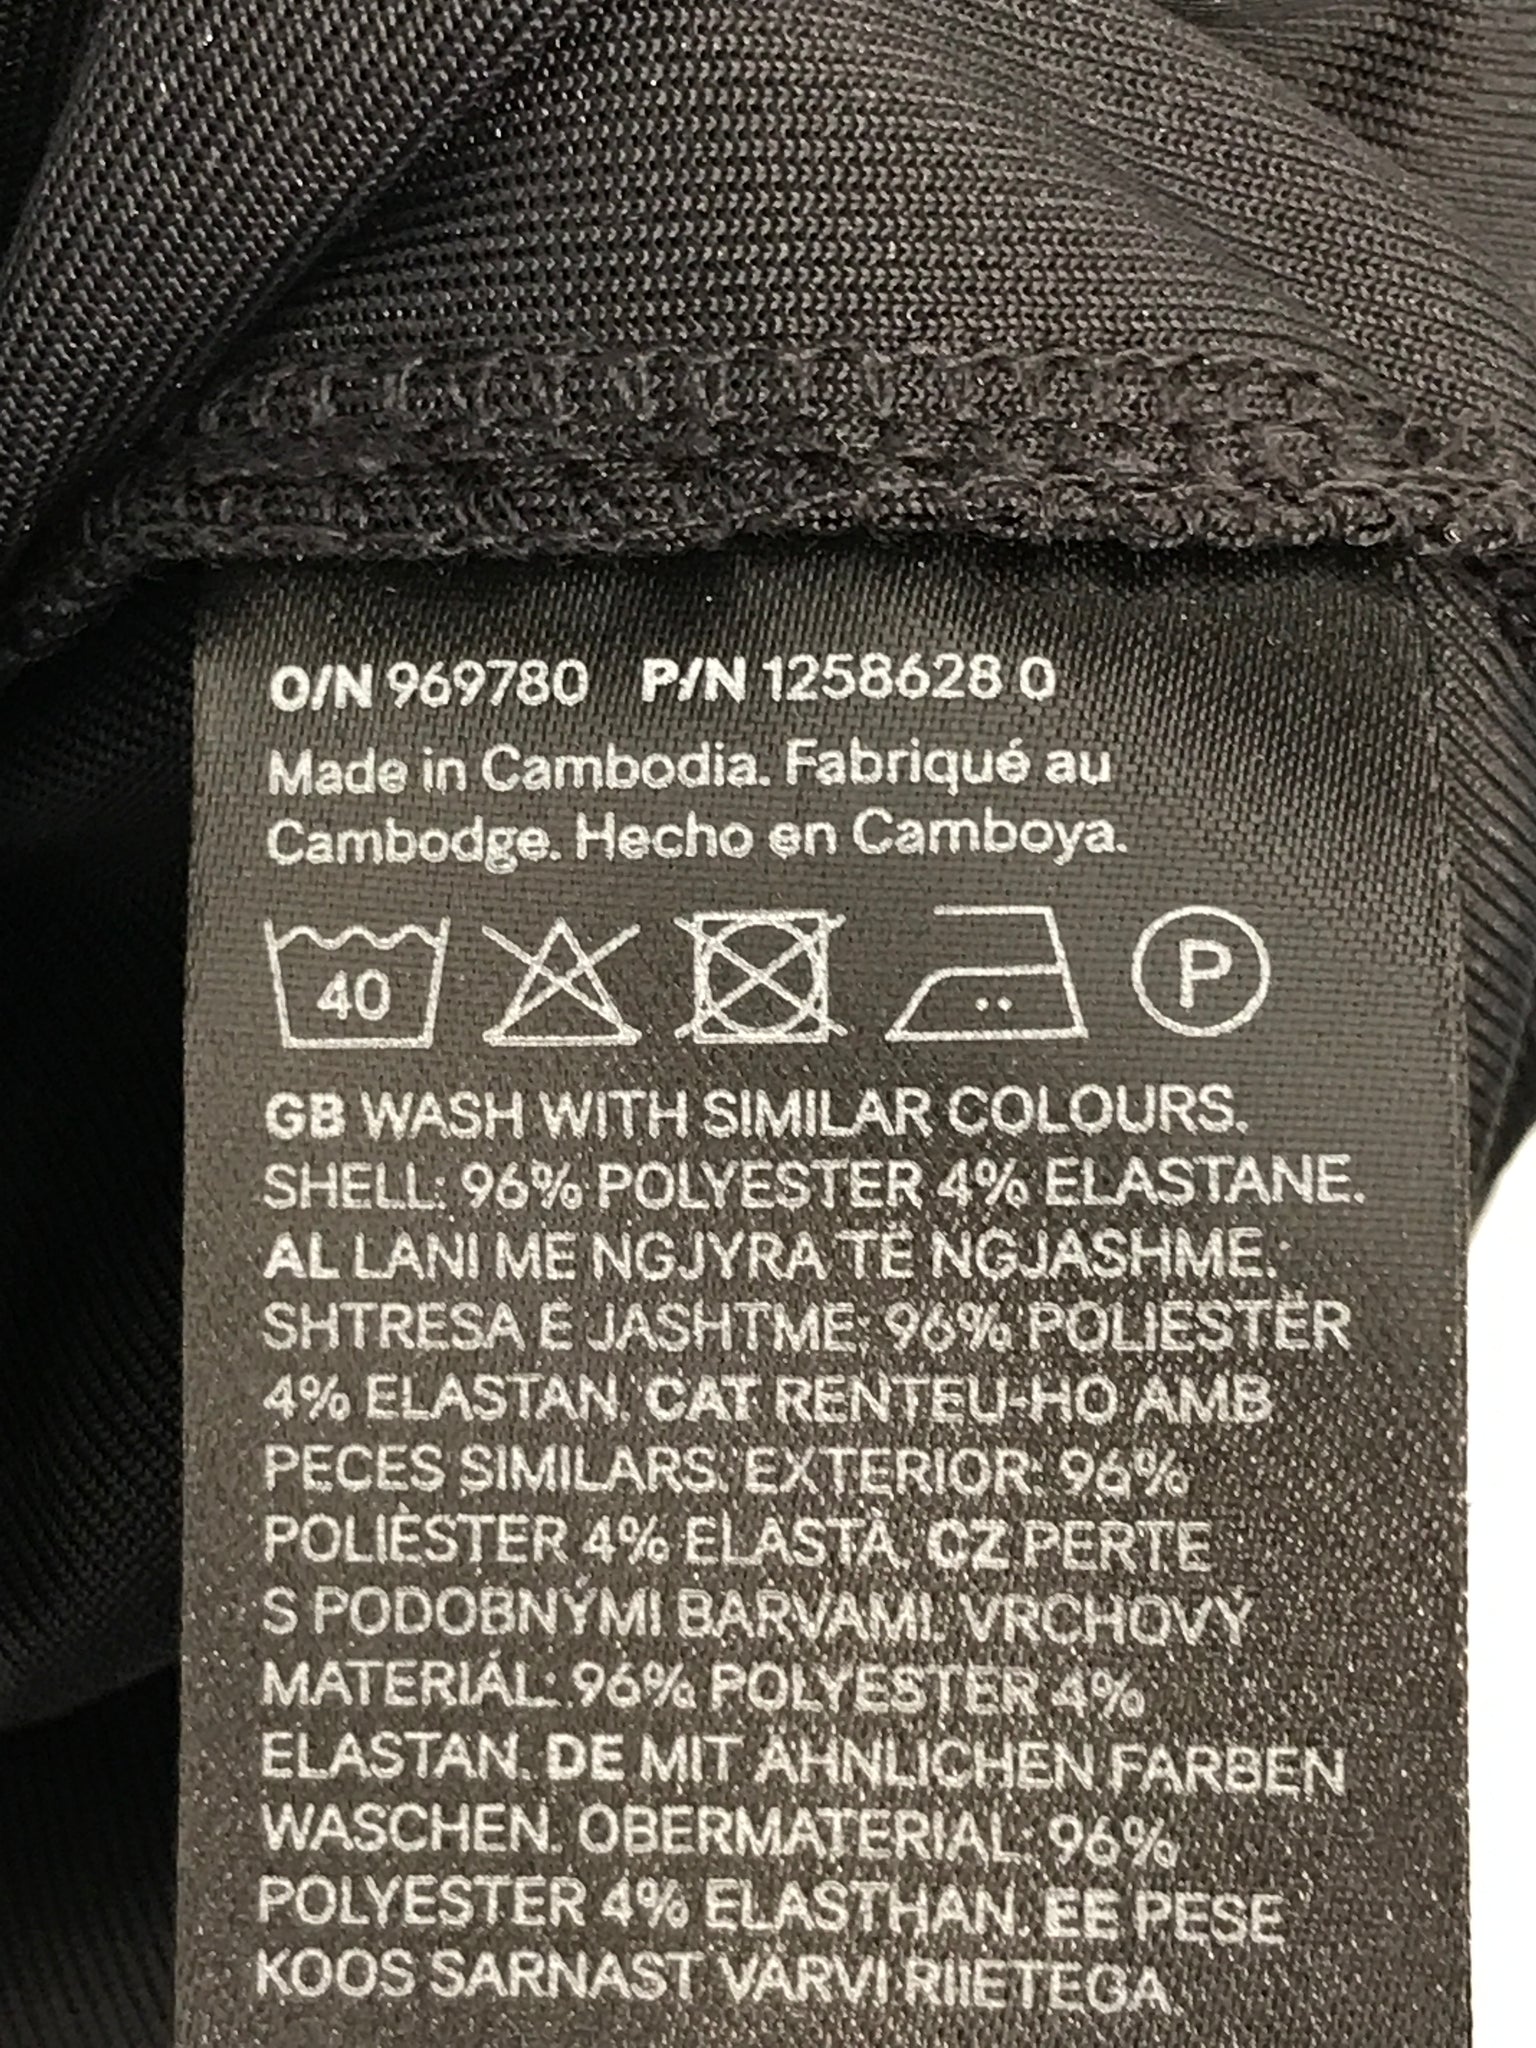 O/N 969780 P/N 1258628 0
Made in Cambodia. Fabriqué au
Cambodge. Hecho en Camboya.
40
P
GB WASH WITH SIMILAR COLOURS.
SHELL: 96% POLYESTER 4% ELASTANE.
AL LANI ME NGJYRA TË NGJASHME.
SHTRESA E JASHTME: 96% POLIESTËR
4% ELASTAN. CAT RENTEU-HO AMB
PECES SIMILARS. EXTERIOR: 96%
POLIÈSTER 4% ELASTÀ. CZ PERTE
S PODOBNÝMI BARVAMI. VRCHOVÝ
MATERIÁL: 96% POLYESTER 4%
ELASTAN. DE MIT ÄHNLICHEN FARBEN
WASCHEN. OBERMATERIAL: 96%
POLYESTER 4% ELASTHAN. EE PESE
KOOS SARNAST VÄRVI RIIETEGA.